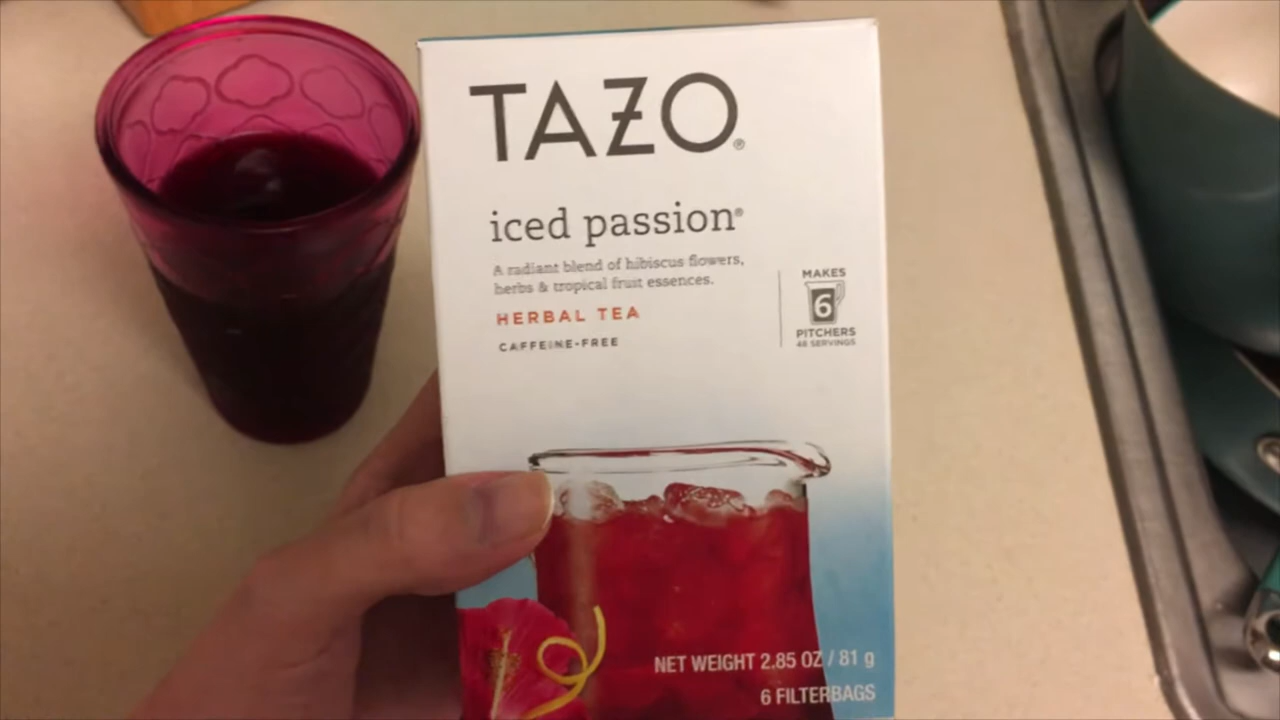 TAZO®
iced passion®
A radiant blend of hibiscus flowers,
herbs & tropical fruit essences.
HERBAL TEA
CAFFEINE-FREE
MAKES
6
PITCHERS
48 SERVINGS
NET WEIGHT 2.85 OZ / 81 g
6 FILTERBAGS